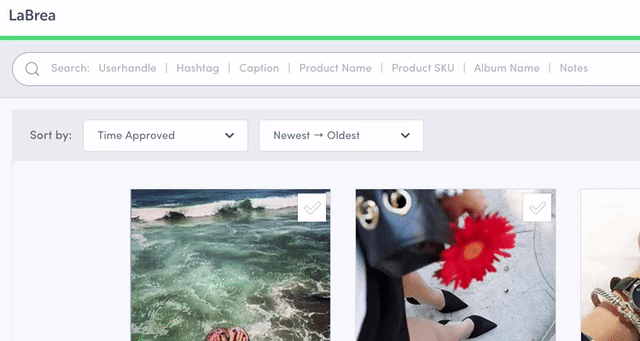 LaBrea
Search: Userhandle | Hashtag | Caption | Product Name | Product SKU | Album Name | Notes
Sort by: Time Approved Newest → Oldest